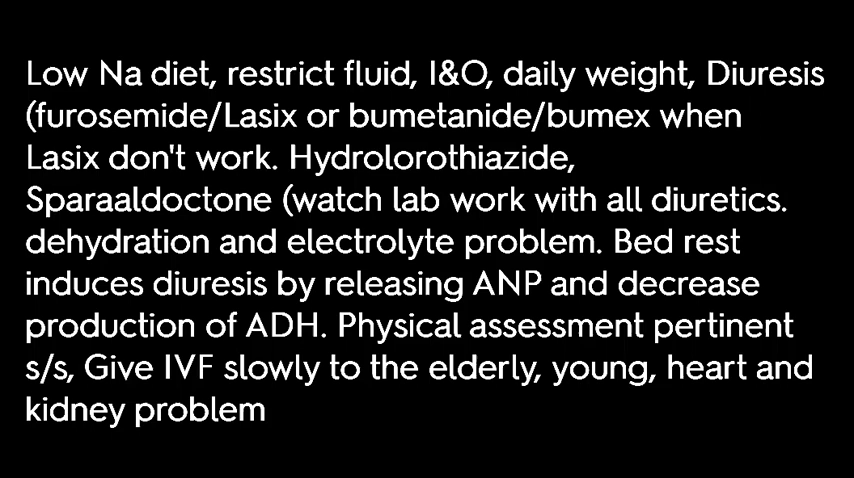 Low Na diet, restrict fluid, I&O, daily weight, Diuresis
(furosemide/Lasix or bumetanide/bumex when
Lasix don't work. Hydrolorothiazide,
Sparaaldoctone (watch lab work with all diuretics.
dehydration and electrolyte problem. Bed rest
induces diuresis by releasing ANP and decrease
production of ADH. Physical assessment pertinent
s/s, Give IVF slowly to the elderly, young, heart and
kidney problem